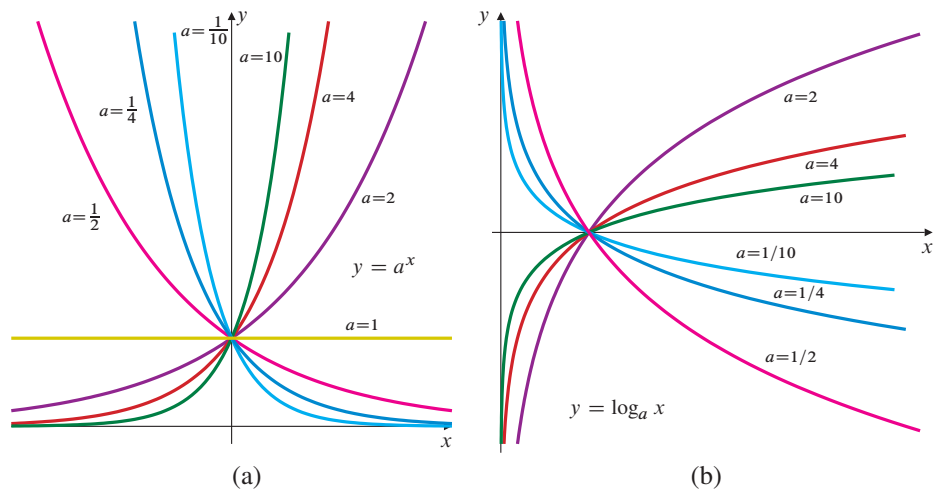 y
a=1/10
a=10
a=4
a=1/4
a=2
a=1/2
y = a^x
a=1
x
(a)
y
a=2
a=4
a=10
x
a=1/10
a=1/4
a=1/2
y = log_a x
(b)